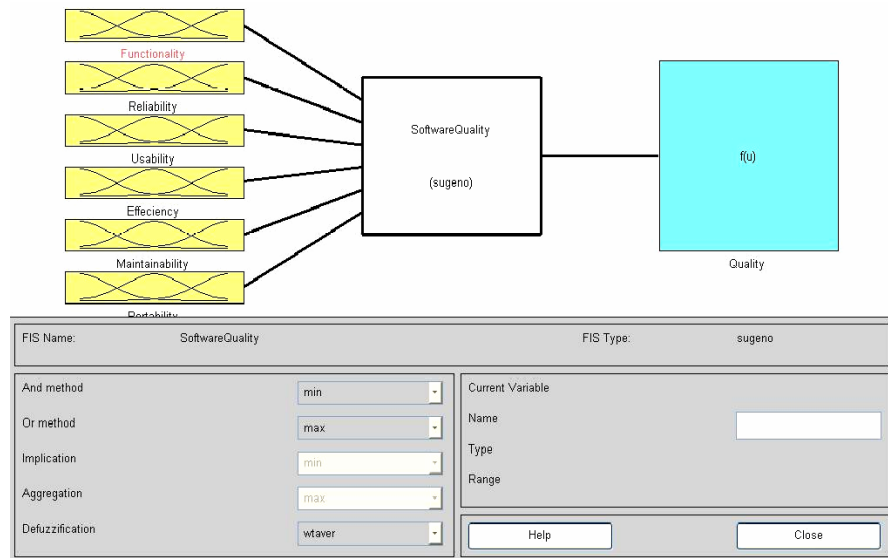 Functionality
Reliability
Usability
Effeciency
Maintainability
Portability
SoftwareQuality
(sugeno)
f(u)
Quality
FIS Name: SoftwareQuality FIS Type: sugeno
And method min
Or method max
Implication min
Aggregation max
Defuzzification wtaver
Current Variable
Name
Type
Range
Help Close